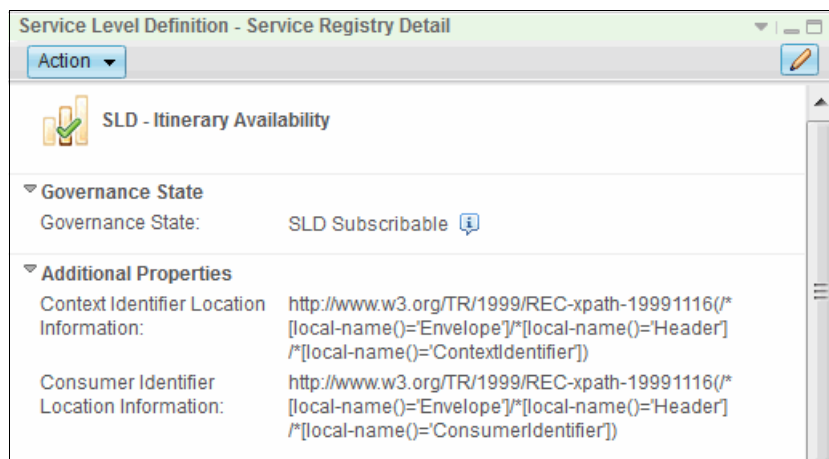 Service Level Definition - Service Registry Detail
Action
SLD - Itinerary Availability
Governance State
Governance State: SLD Subscribable
Additional Properties
Context Identifier Location http://www.w3.org/TR/1999/REC-xpath-19991116(/*
Information: [local-name()='Envelope']/*[local-name()='Header']
/*[local-name()='ContextIdentifier'])
Consumer Identifier http://www.w3.org/TR/1999/REC-xpath-19991116(/*
Location Information: [local-name()='Envelope']/*[local-name()='Header']
/*[local-name()='ConsumerIdentifier'])